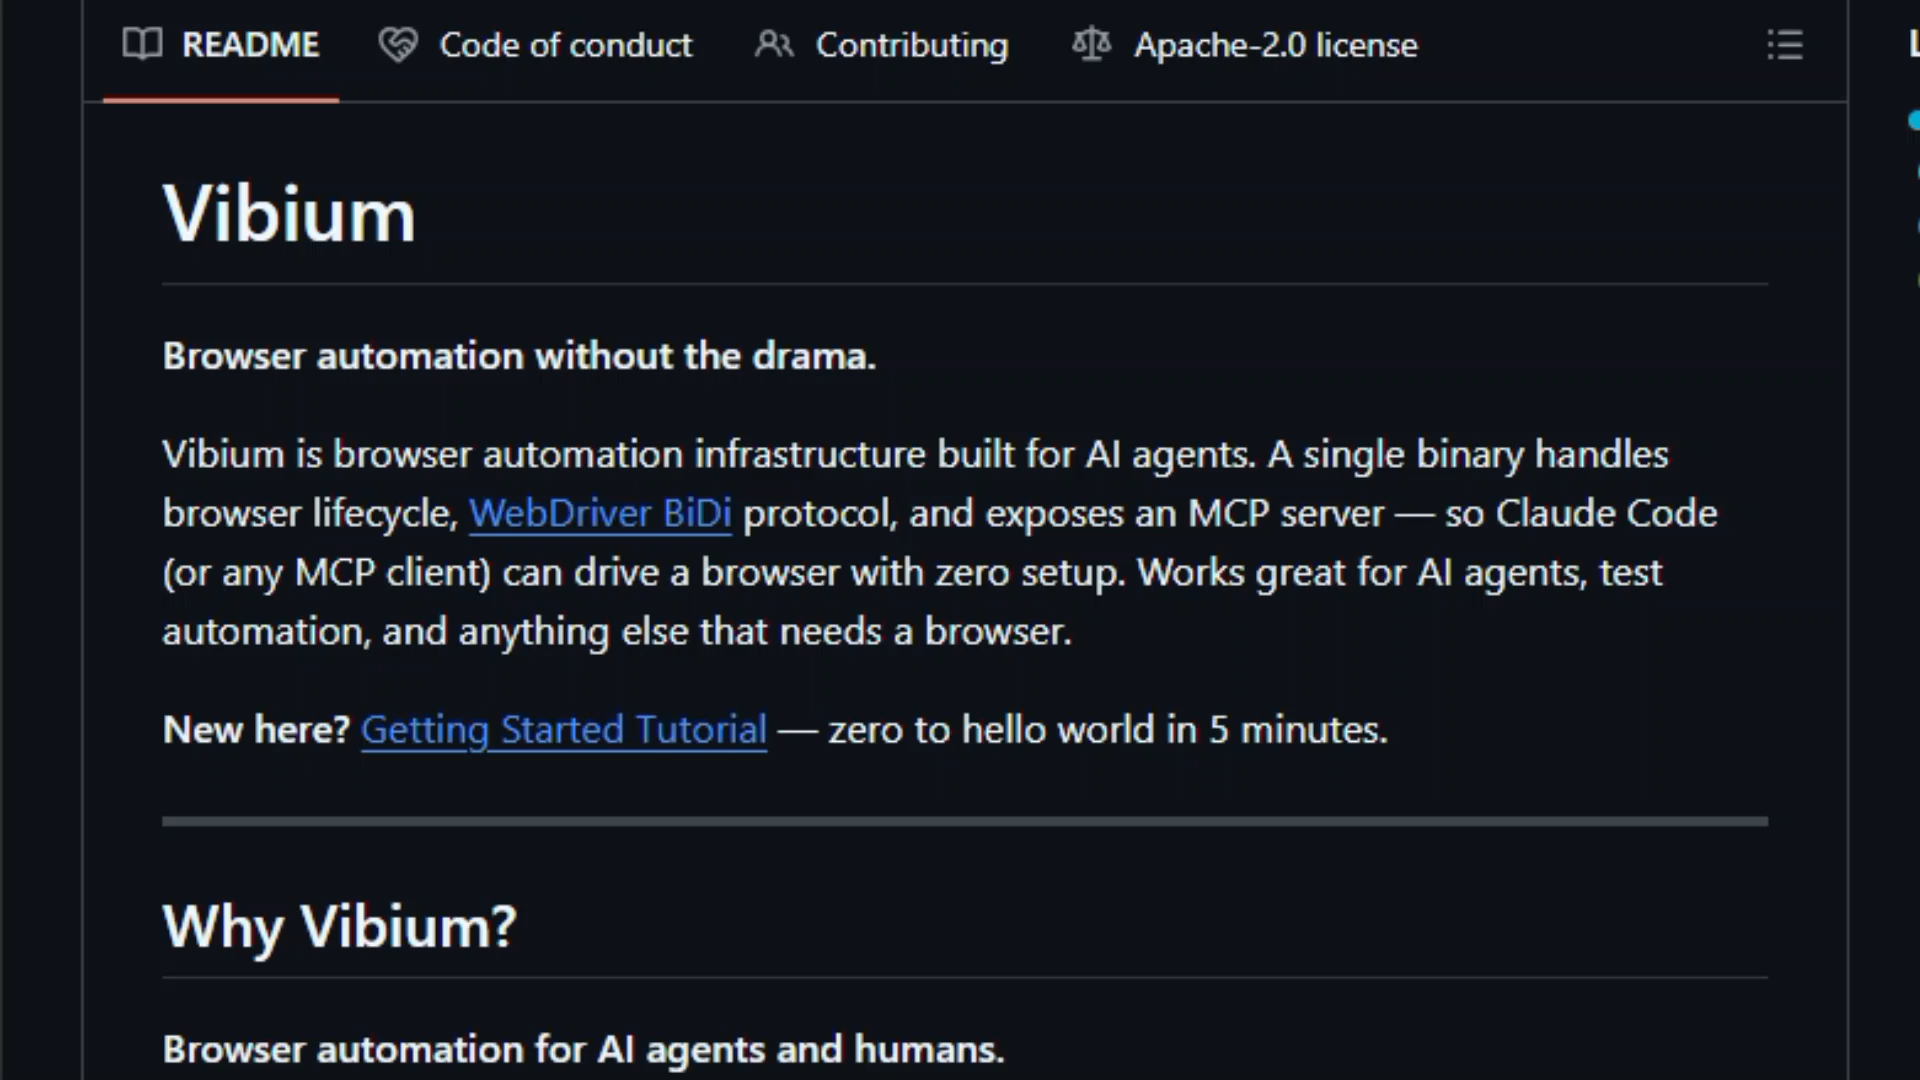 README
Code of conduct
Contributing
Apache-2.0 license
Vibium
Browser automation without the drama.
Vibium is browser automation infrastructure built for AI agents. A single binary handles
browser lifecycle, WebDriver BiDi protocol, and exposes an MCP server — so Claude Code
(or any MCP client) can drive a browser with zero setup. Works great for AI agents, test
automation, and anything else that needs a browser.
New here? Getting Started Tutorial — zero to hello world in 5 minutes.
Why Vibium?
Browser automation for AI agents and humans.